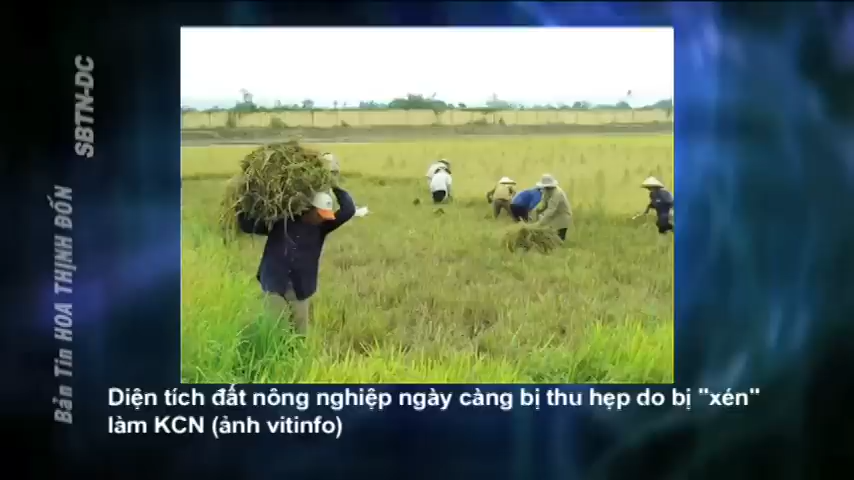 Bản Tin HOA THỊNH ĐỐN SBTN-DC
Diện tích đất nông nghiệp ngày càng bị thu hẹp do bị "xén"
làm KCN (ảnh vitinfo)